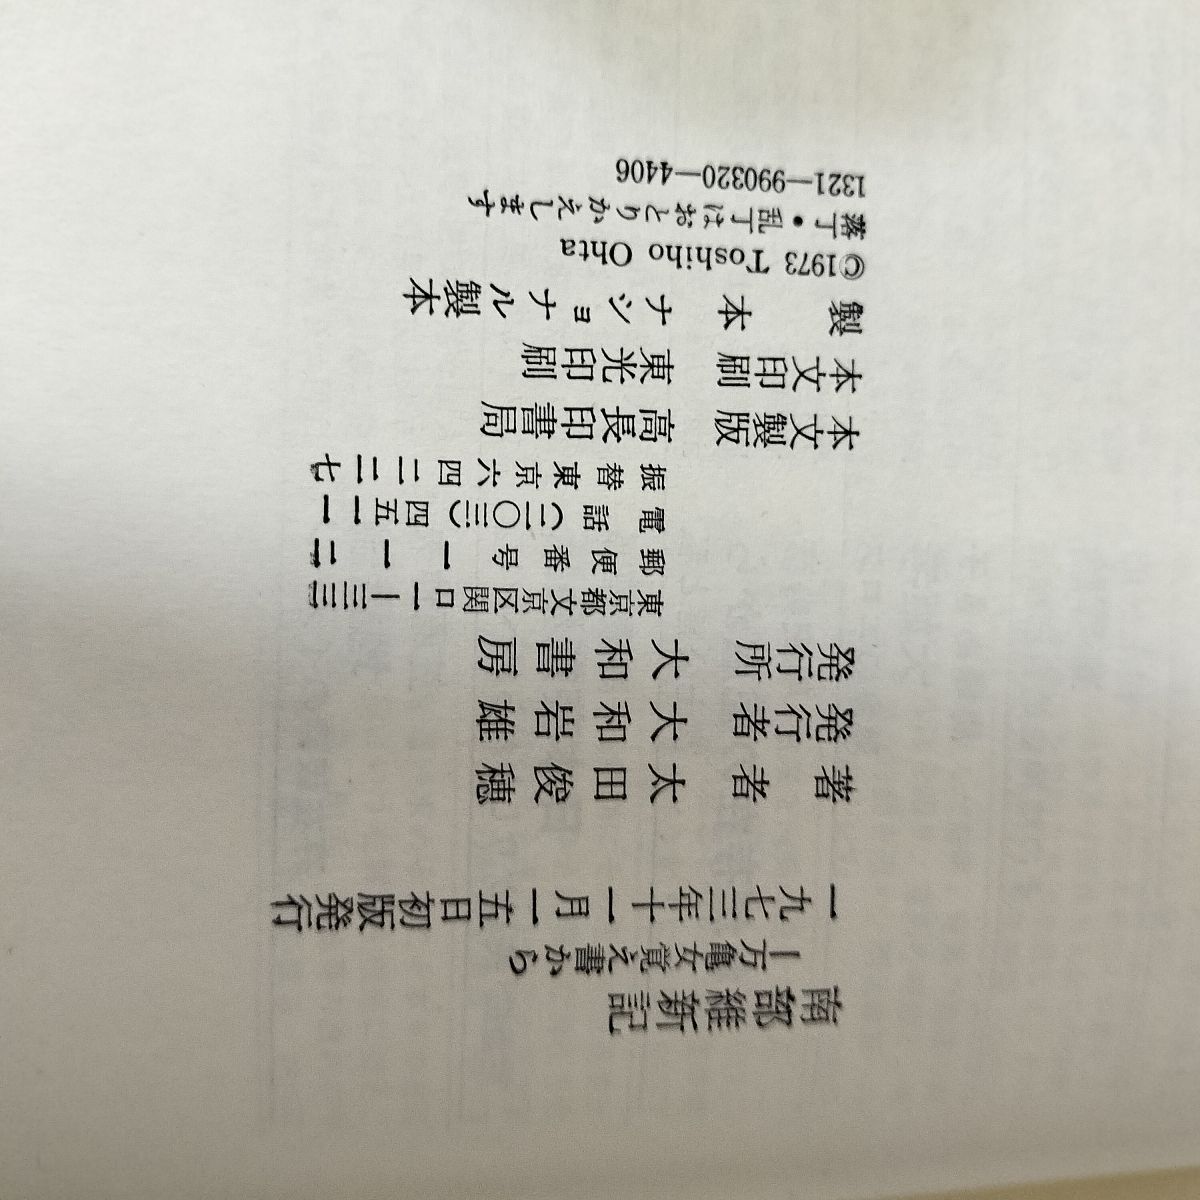 南部維新記
―万亀女覚え書から
一九七三年十一月一五日初版発行
著者 太田俊穂
発行者 大和岩雄
発行所 大和書房
東京都文京区関口一―三三
郵便番号 一一二
電話(二〇三)四五一一
振替東京六四二二七
本文製版 高長印書局
本文印刷 東光印刷
製本 ナショナル製本
©1973 Toshiho Ohta
落丁・乱丁はおとりかえします
1321—990320—4406